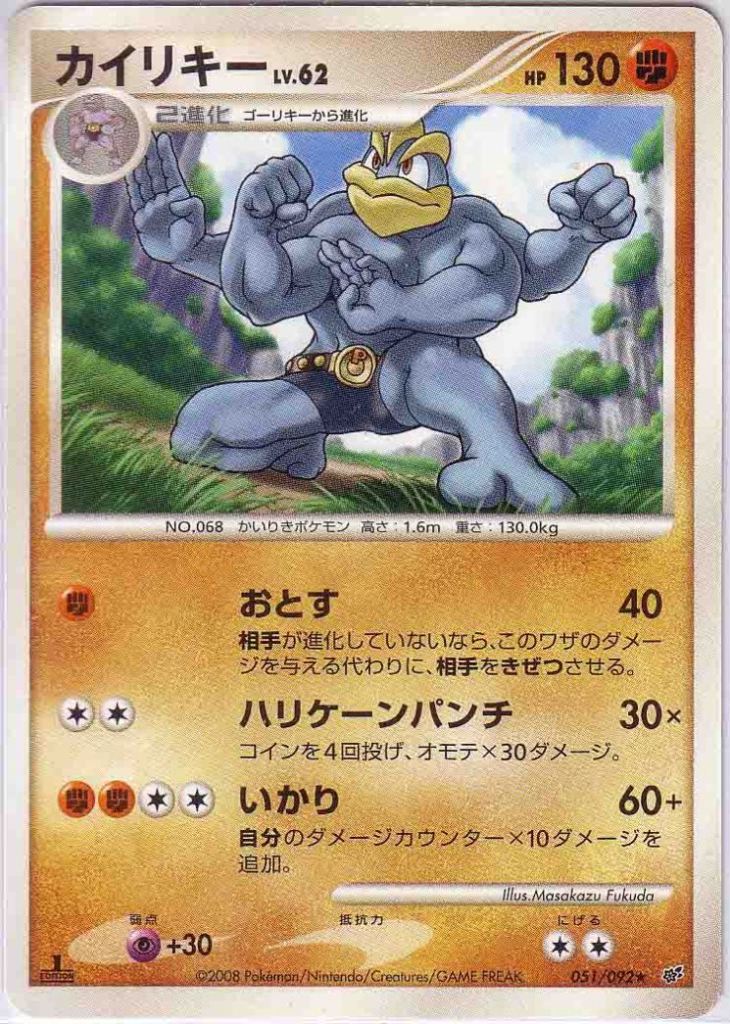 カイリキー LV.62 HP 130
2進化 ゴーリキーから進化
NO.068 かいりきポケモン 高さ:1.6m 重さ:130.0kg
おとす 40
相手が進化していないなら、このワザのダメー
ジを与える代わりに、相手をきぜつさせる。
ハリケーンパンチ 30×
コインを4回投げ、オモテ×30ダメージ。
いかり 60+
自分のダメージカウンター×10ダメージを
追加。
Illus.Masakazu Fukuda
弱点 抵抗力 にげる
+30
1 EDITION ©2008 Pokémon/Nintendo/Creatures/GAME FREAK 051/092★